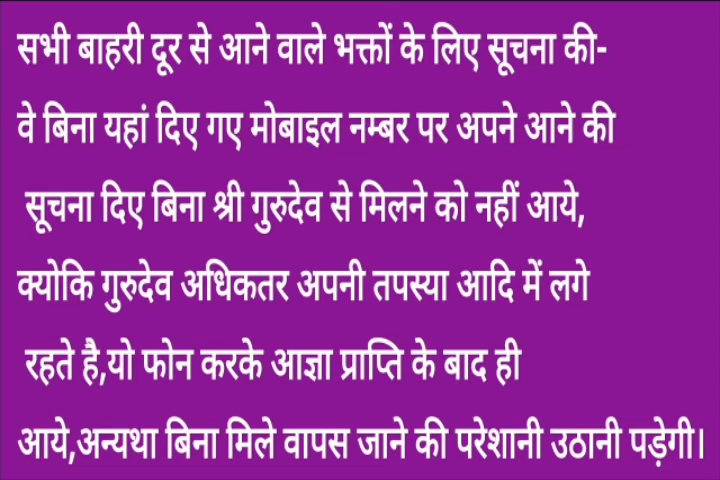 सभी बाहरी दूर से आने वाले भक्तों के लिए सूचना की-
वे बिना यहां दिए गए मोबाइल नम्बर पर अपने आने की
सूचना दिए बिना श्री गुरुदेव से मिलने को नहीं आये,
क्योकि गुरुदेव अधिकतर अपनी तपस्या आदि में लगे
रहते है,यो फोन करके आज्ञा प्राप्ति के बाद ही
आये,अन्यथा बिना मिले वापस जाने की परेशानी उठानी पड़ेगी।